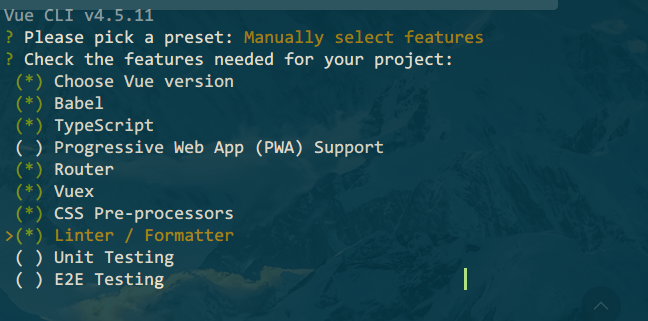 Vue CLI v4.5.11
? Please pick a preset: Manually select features
? Check the features needed for your project:
(*) Choose Vue version
(*) Babel
(*) TypeScript
( ) Progressive Web App (PWA) Support
(*) Router
(*) Vuex
(*) CSS Pre-processors
>(*) Linter / Formatter
( ) Unit Testing
( ) E2E Testing